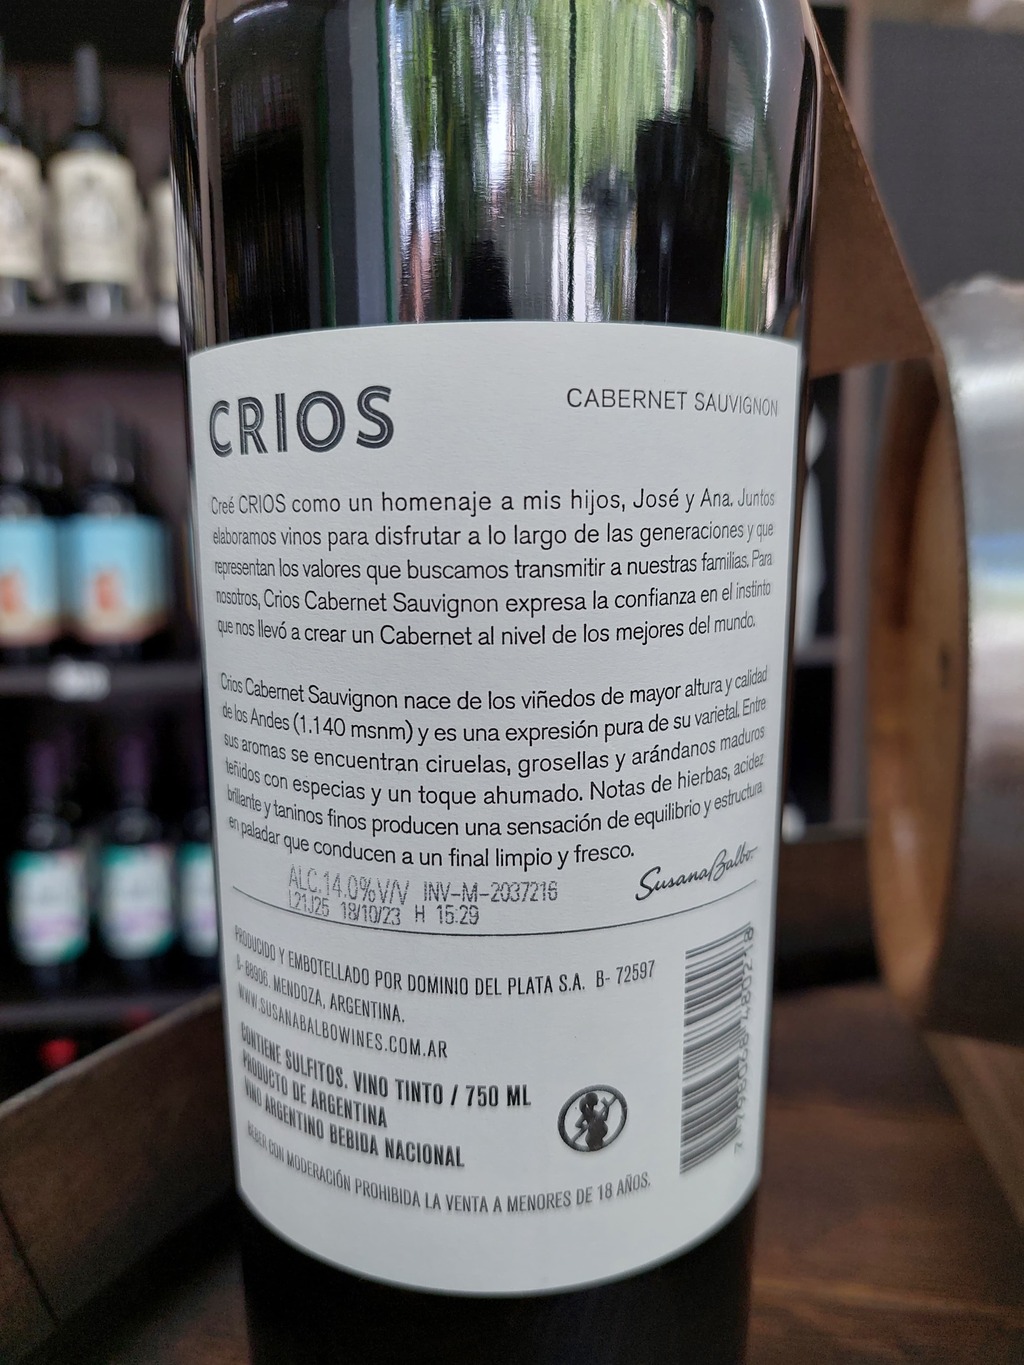 CRIOS
CABERNET SAUVIGNON
Creé CRIOS como un homenaje a mis hijos, José y Ana. Juntos
elaboramos vinos para disfrutar a lo largo de las generaciones y que
representan los valores que buscamos transmitir a nuestras familias. Para
nosotros, Crios Cabernet Sauvignon expresa la confianza en el instinto
que nos llevó a crear un Cabernet al nivel de los mejores del mundo.
Crios Cabernet Sauvignon nace de los viñedos de mayor altura y calidad
de los Andes (1.140 msnm) y es una expresión pura de su varietal. Entre
sus aromas se encuentran ciruelas, grosellas y arándanos maduros
teñidos con especias y un toque ahumado. Notas de hierbas, acidez
brillante y taninos finos producen una sensación de equilibrio y estructura
en paladar que conducen a un final limpio y fresco.
Susana Balbo
ALC.14.0%V/V INV-M-2037216
L21J25 18/10/23 H 15:29
PRODUCIDO Y EMBOTELLADO POR DOMINIO DEL PLATA S.A. B- 72597
B-88906. MENDOZA, ARGENTINA.
WWW.SUSANABALBOWINES.COM.AR
CONTIENE SULFITOS. VINO TINTO / 750 ML
PRODUCTO DE ARGENTINA
VINO ARGENTINO BEBIDA NACIONAL
BEBER CON MODERACIÓN PROHIBIDA LA VENTA A MENORES DE 18 AÑOS.
7 798068 480218